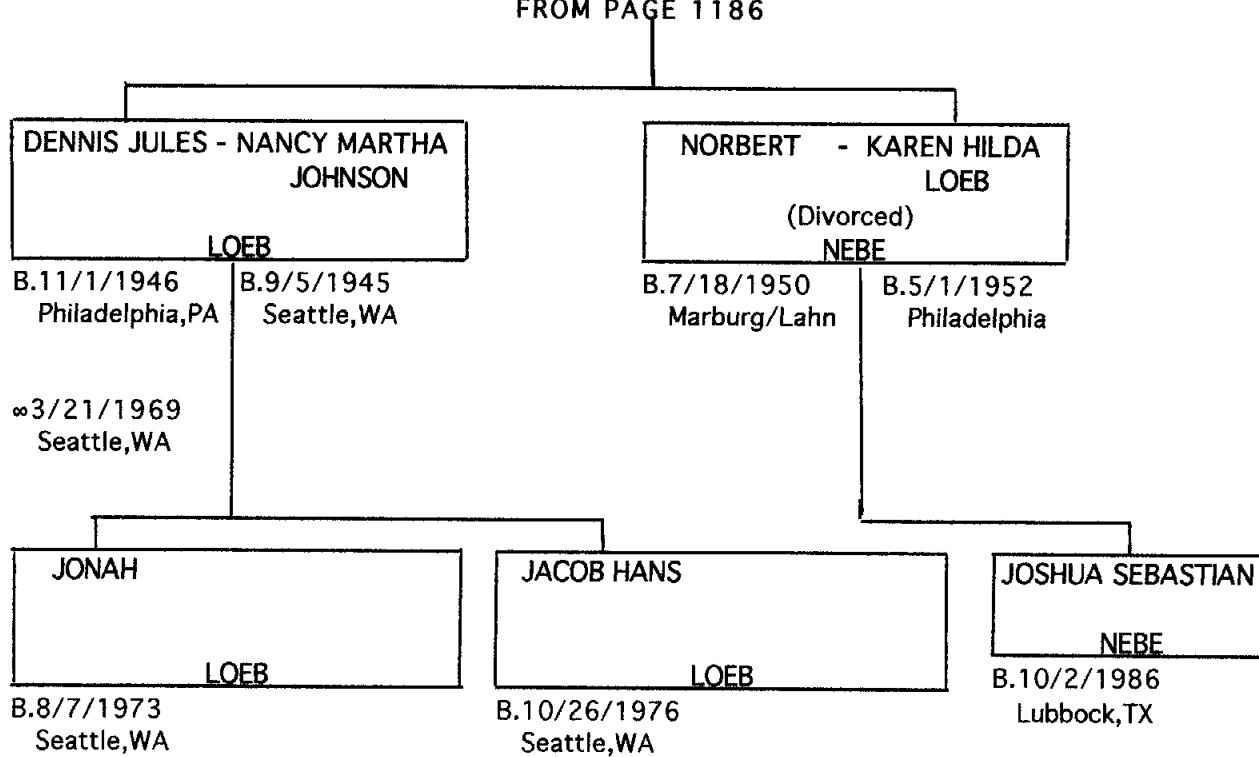 FROM PAGE 1186
DENNIS JULES - NANCY MARTHA
JOHNSON
LOEB
B.11/1/1946 B.9/5/1945
Philadelphia,PA Seattle,WA
∞3/21/1969
Seattle,WA
NORBERT - KAREN HILDA
LOEB
(Divorced)
NEBE
B.7/18/1950 B.5/1/1952
Marburg/Lahn Philadelphia
JONAH
LOEB
B.8/7/1973
Seattle,WA
JACOB HANS
LOEB
B.10/26/1976
Seattle,WA
JOSHUA SEBASTIAN
NEBE
B.10/2/1986
Lubbock,TX